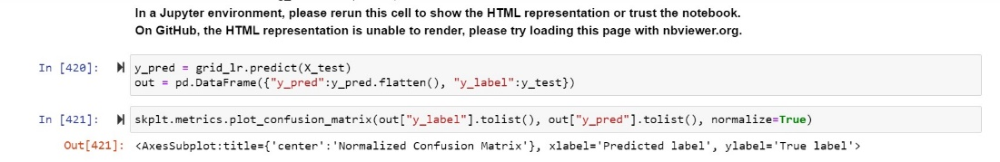 In a Jupyter environment, please rerun this cell to show the HTML representation or trust the notebook.
On GitHub, the HTML representation is unable to render, please try loading this page with nbviewer.org.
In [420]: y_pred = grid_lr.predict(X_test)
out = pd.DataFrame({"y_pred":y_pred.flatten(), "y_label":y_test})
In [421]: skplt.metrics.plot_confusion_matrix(out["y_label"].tolist(), out["y_pred"].tolist(), normalize=True)
Out[421]: <AxesSubplot:title={'center':'Normalized Confusion Matrix'}, xlabel='Predicted label', ylabel='True label'>